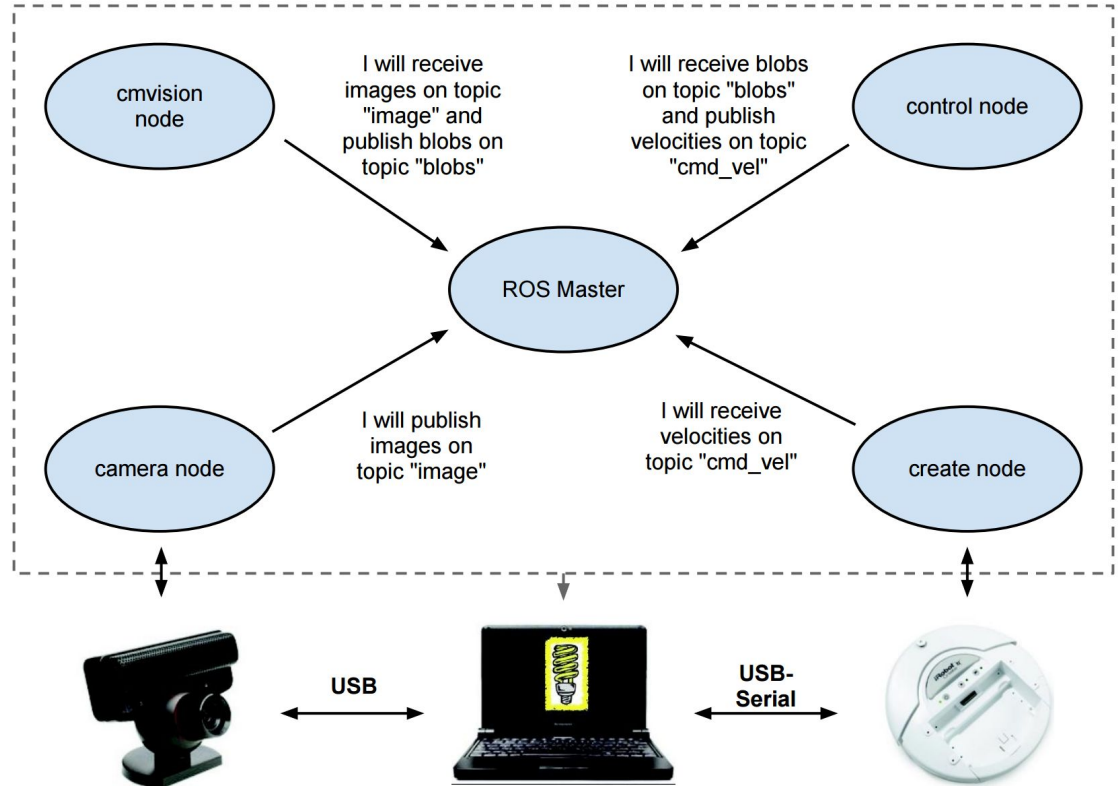 cmvision
node
I will receive
images on topic
"image" and
publish blobs on
topic "blobs"
I will receive blobs
on topic "blobs"
and publish
velocities on topic
"cmd_vel"
control node
ROS Master
camera node
I will publish
images on
topic "image"
I will receive
velocities on
topic "cmd_vel"
create node
USB
USB-
Serial
iRobot